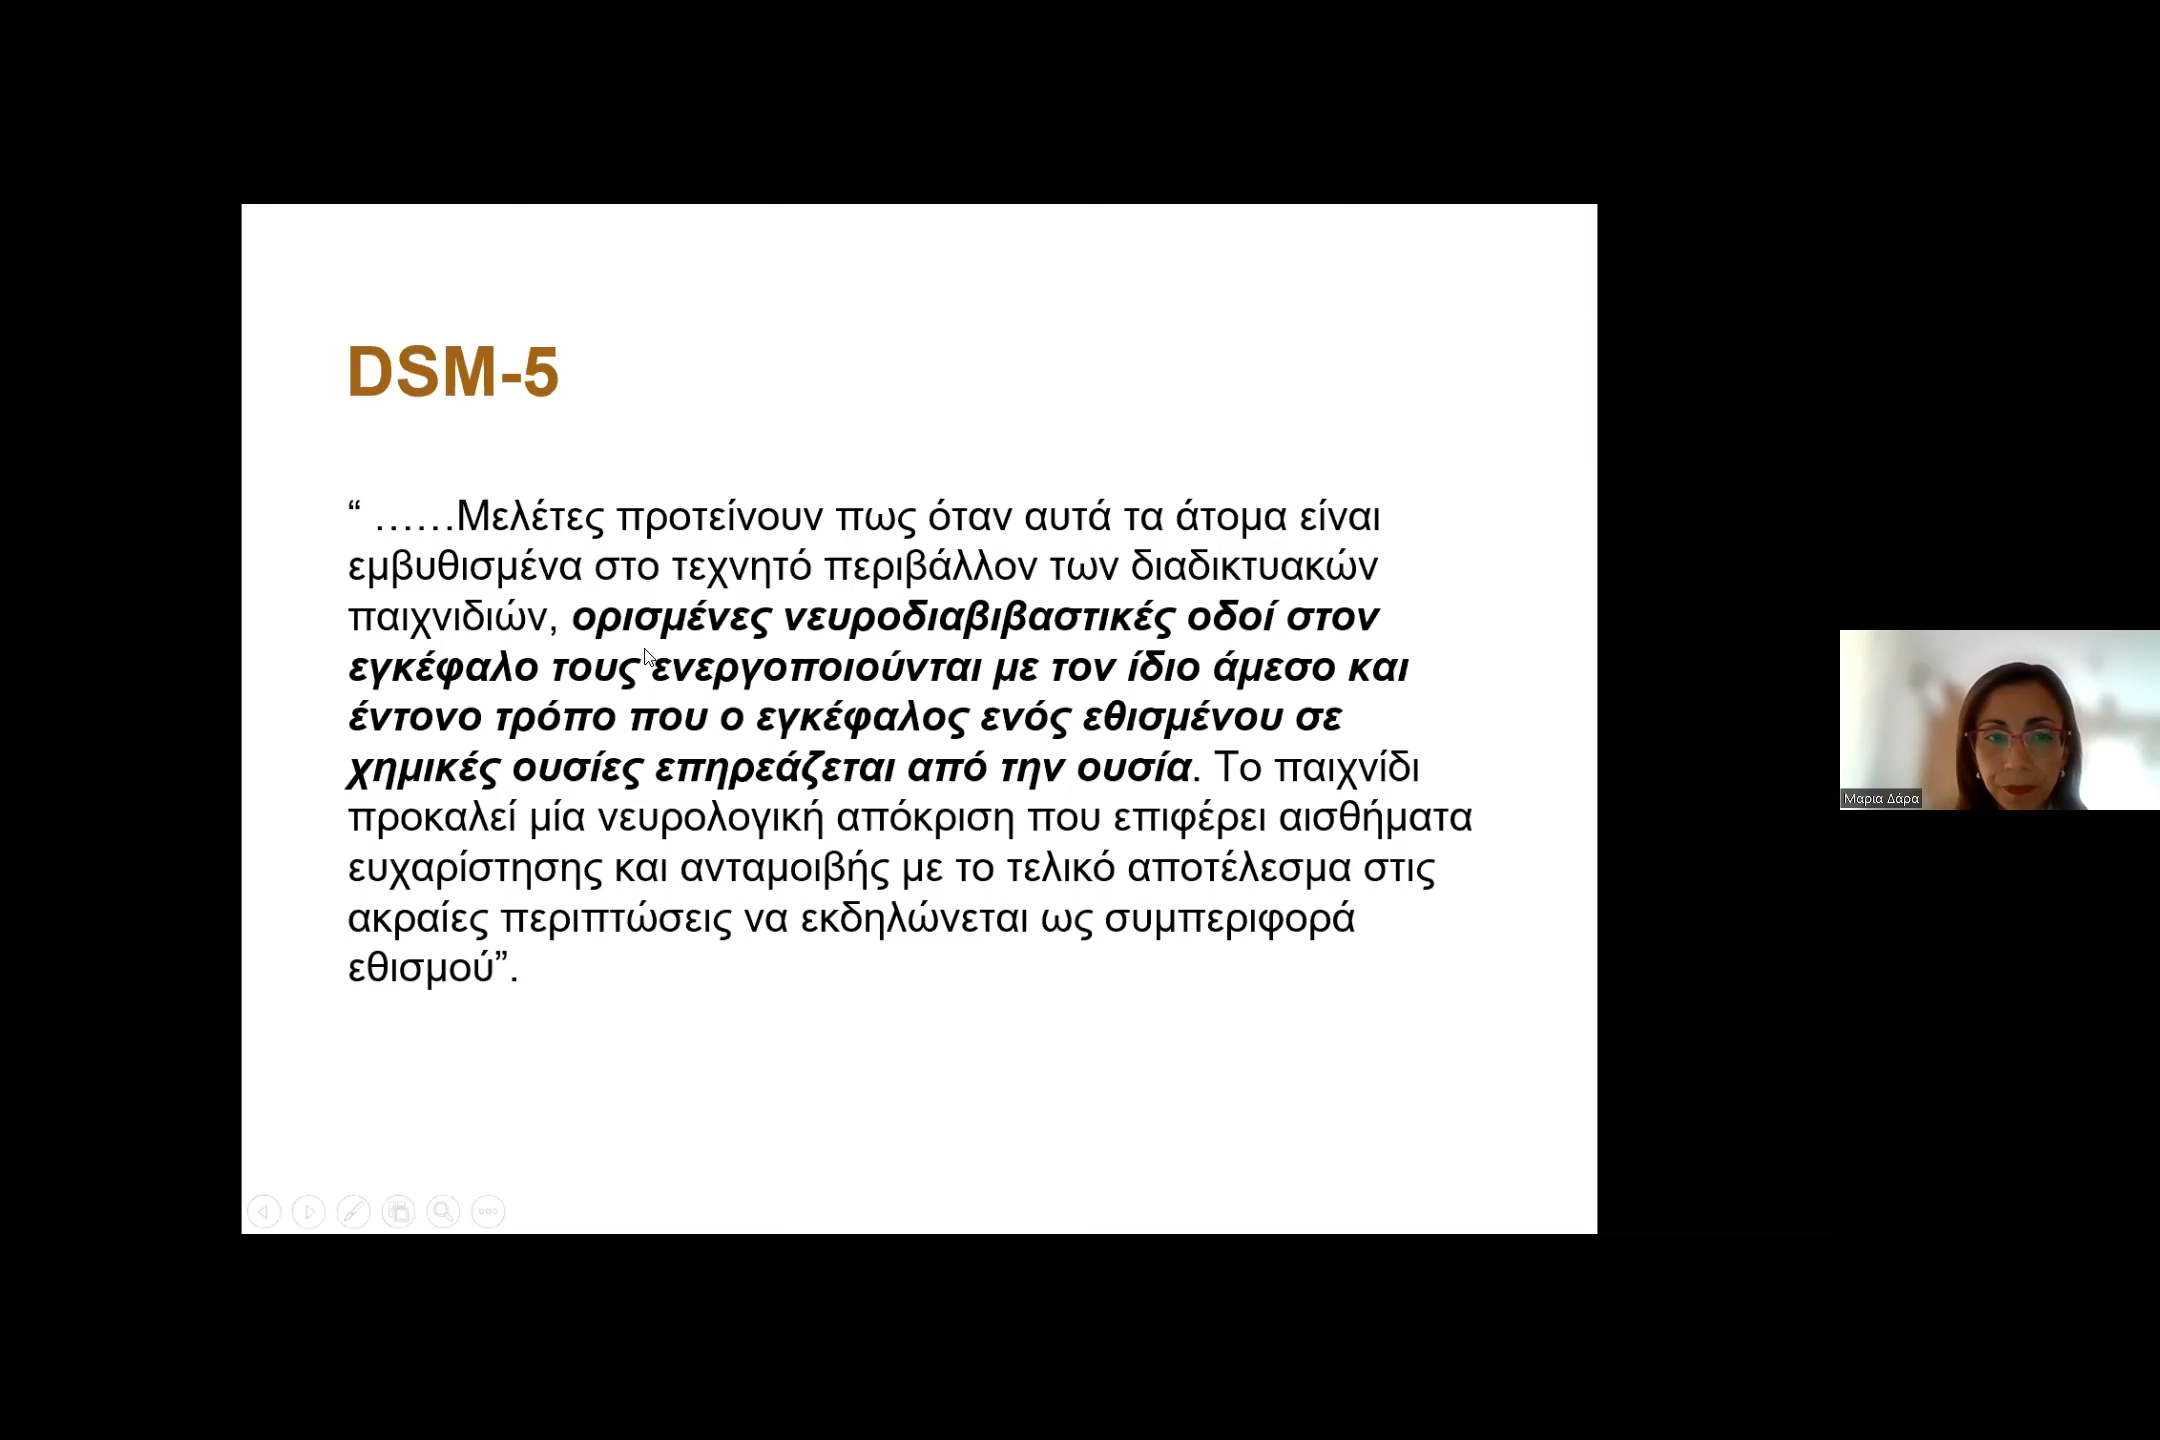 DSM-5
“ ……Μελέτες προτείνουν πως όταν αυτά τα άτομα είναι
εμβυθισμένα στο τεχνητό περιβάλλον των διαδικτυακών
παιχνιδιών, ορισμένες νευροδιαβιβαστικές οδοί στον
εγκέφαλο τους ενεργοποιούνται με τον ίδιο άμεσο και
έντονο τρόπο που ο εγκέφαλος ενός εθισμένου σε
χημικές ουσίες επηρεάζεται από την ουσία. Το παιχνίδι
προκαλεί μία νευρολογική απόκριση που επιφέρει αισθήματα
ευχαρίστησης και ανταμοιβής με το τελικό αποτέλεσμα στις
ακραίες περιπτώσεις να εκδηλώνεται ως συμπεριφορά
εθισμού”.
Μαρια Δάρα